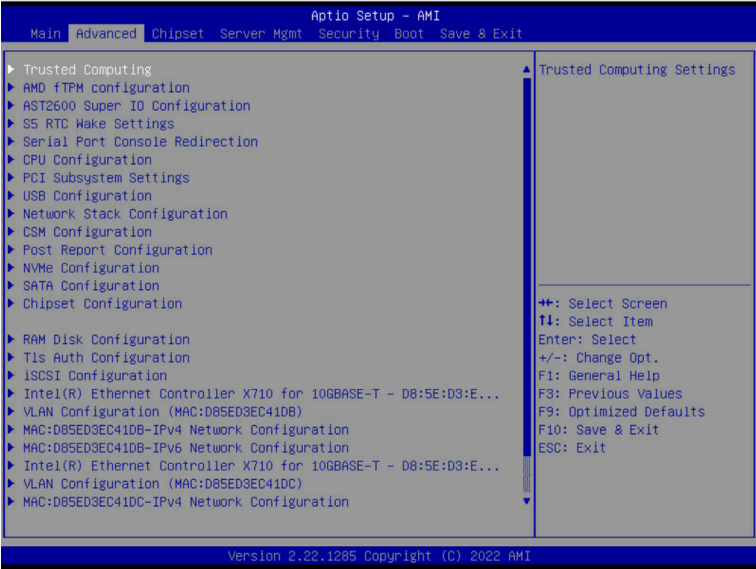 Aptio Setup - AMI
Main Advanced Chipset Server Mgmt Security Boot Save & Exit
Trusted Computing
AMD fTPM configuration
AST2600 Super IO Configuration
S5 RTC Wake Settings
Serial Port Console Redirection
CPU Configuration
PCI Subsystem Settings
USB Configuration
Network Stack Configuration
CSM Configuration
Post Report Configuration
NVMe Configuration
SATA Configuration
Chipset Configuration
RAM Disk Configuration
Tls Auth Configuration
iSCSI Configuration
Intel(R) Ethernet Controller X710 for 10GBASE-T - D8:5E:D3:E...
VLAN Configuration (MAC:D85ED3EC41DB)
MAC:D85ED3EC41DB-IPv4 Network Configuration
MAC:D85ED3EC41DB-IPv6 Network Configuration
Intel(R) Ethernet Controller X710 for 10GBASE-T - D8:5E:D3:E...
VLAN Configuration (MAC:D85ED3EC41DC)
MAC:D85ED3EC41DC-IPv4 Network Configuration
Trusted Computing Settings
→←: Select Screen
↑↓: Select Item
Enter: Select
+/-: Change Opt.
F1: General Help
F3: Previous Values
F9: Optimized Defaults
F10: Save & Exit
ESC: Exit
Version 2.22.1285 Copyright (C) 2022 AMI